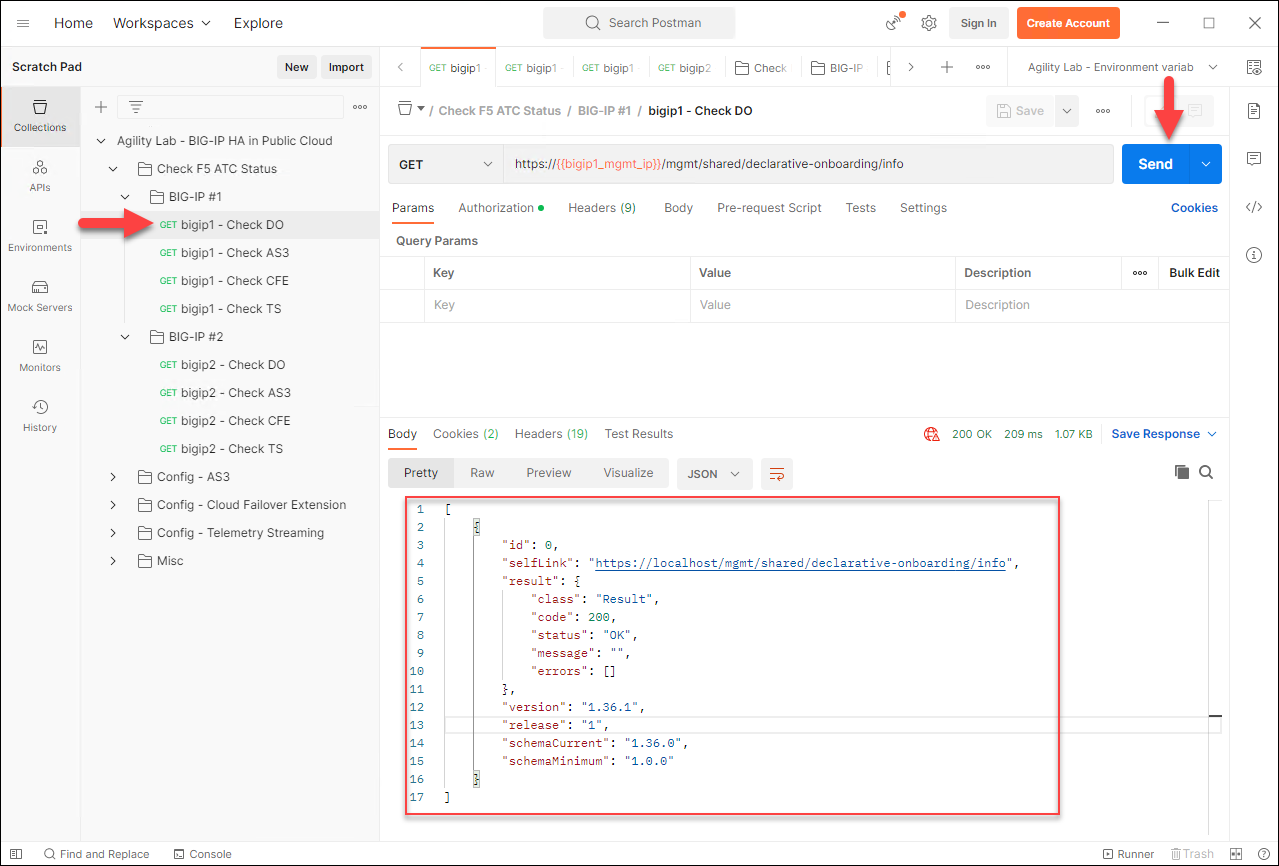 Home Workspaces Explore Search Postman Sign In Create Account
Scratch Pad New Import
GET bigip1 GET bigip1 GET bigip1 GET bigip2 Check BIG-IP Agility Lab - Environment variab
Collections
APIs
Environments
Mock Servers
Monitors
History
Agility Lab - BIG-IP HA in Public Cloud
Check F5 ATC Status
BIG-IP #1
GET bigip1 - Check DO
GET bigip1 - Check AS3
GET bigip1 - Check CFE
GET bigip1 - Check TS
BIG-IP #2
GET bigip2 - Check DO
GET bigip2 - Check AS3
GET bigip2 - Check CFE
GET bigip2 - Check TS
Config - AS3
Config - Cloud Failover Extension
Config - Telemetry Streaming
Misc
/ Check F5 ATC Status / BIG-IP #1 / bigip1 - Check DO Save
GET https://{{bigip1_mgmt_ip}}/mgmt/shared/declarative-onboarding/info Send
Params Authorization Headers (9) Body Pre-request Script Tests Settings Cookies
Query Params
Key Value Description Bulk Edit
Key Value Description
Body Cookies (2) Headers (19) Test Results 200 OK 209 ms 1.07 KB Save Response
Pretty Raw Preview Visualize JSON
1 [
2 {
3 "id": 0,
4 "selfLink": "https://localhost/mgmt/shared/declarative-onboarding/info",
5 "result": {
6 "class": "Result",
7 "code": 200,
8 "status": "OK",
9 "message": "",
10 "errors": []
11 },
12 "version": "1.36.1",
13 "release": "1",
14 "schemaCurrent": "1.36.0",
15 "schemaMinimum": "1.0.0"
16 }
17 ]
Find and Replace Console Runner Trash